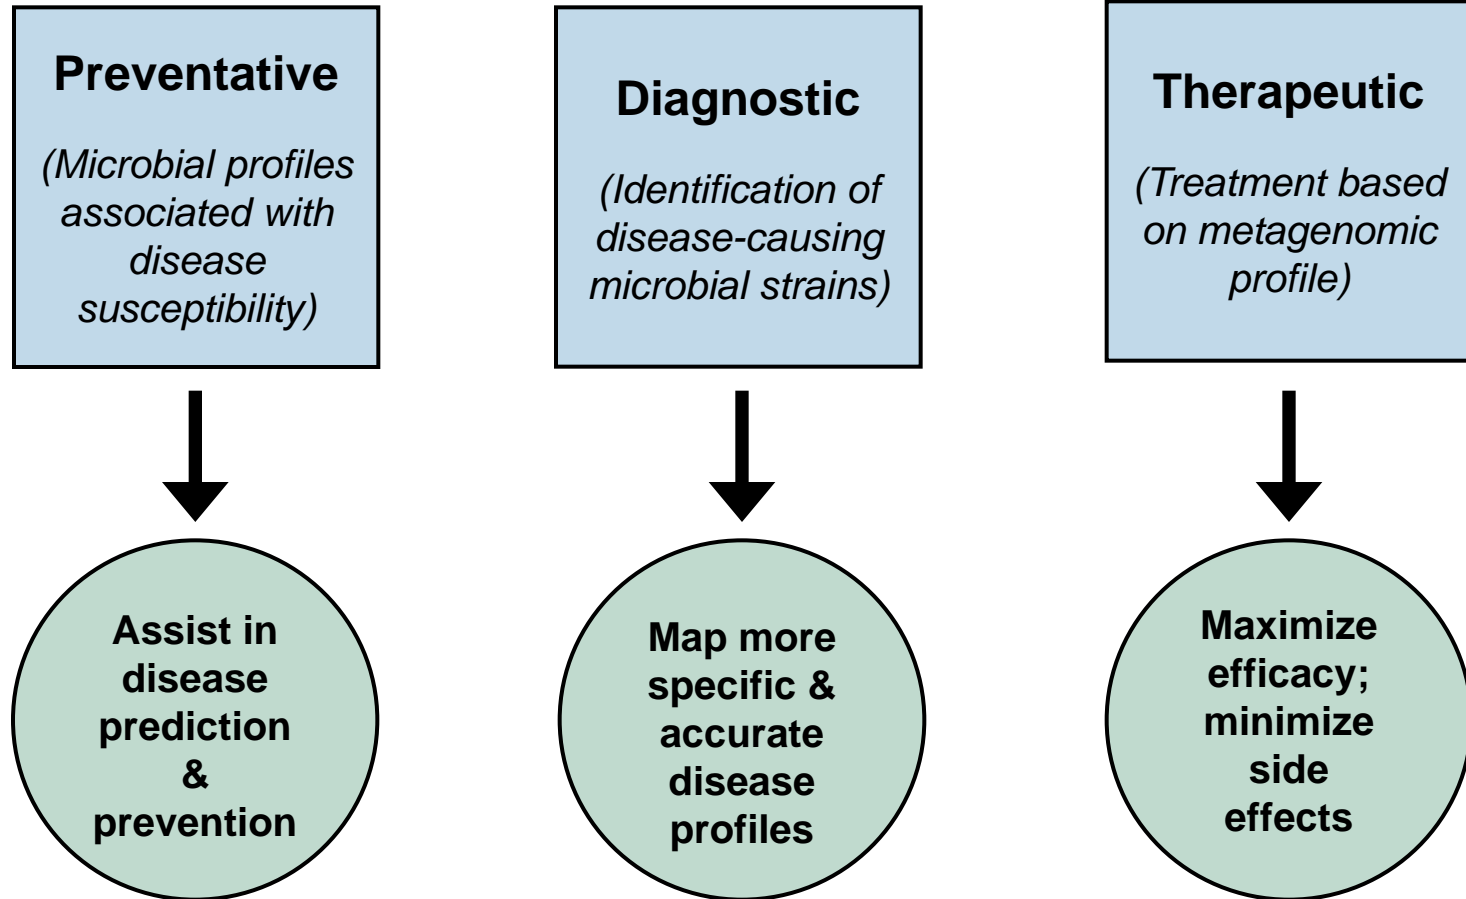 Preventative
(Microbial profiles
associated with
disease
susceptibility)
Diagnostic
(Identification of
disease-causing
microbial strains)
Therapeutic
(Treatment based
on metagenomic
profile)
Assist in
disease
prediction
&
prevention
Map more
specific &
accurate
disease
profiles
Maximize
efficacy;
minimize
side
effects